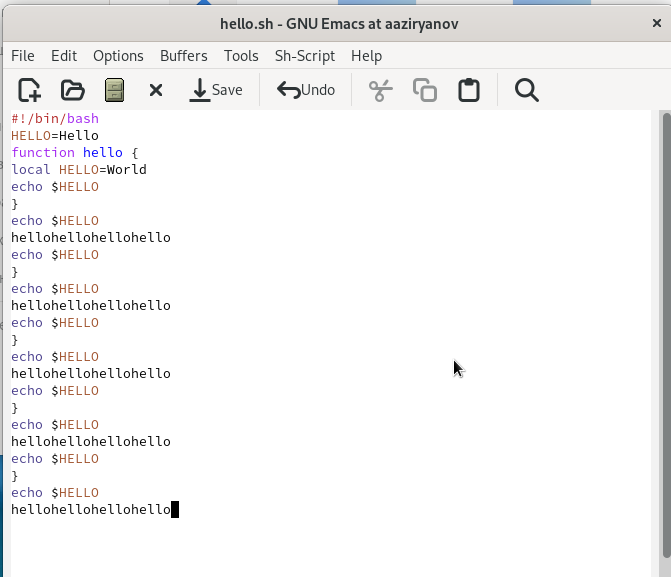 hello.sh - GNU Emacs at aaziryanov
File Edit Options Buffers Tools Sh-Script Help
Save Undo
#!/bin/bash
HELLO=Hello
function hello {
local HELLO=World
echo $HELLO
}
echo $HELLO
hellohellohellohello
echo $HELLO
}
echo $HELLO
hellohellohellohello
echo $HELLO
}
echo $HELLO
hellohellohellohello
echo $HELLO
}
echo $HELLO
hellohellohellohello
echo $HELLO
}
echo $HELLO
hellohellohellohello